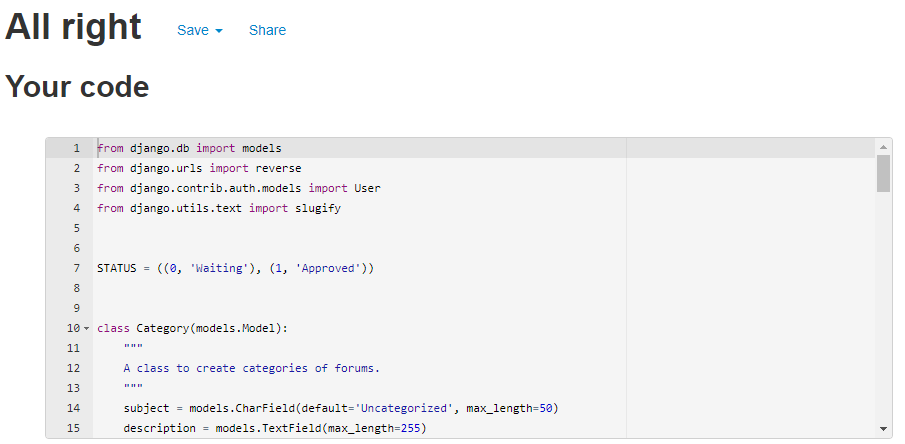 All right Save Share
Your code
1 from django.db import models
2 from django.urls import reverse
3 from django.contrib.auth.models import User
4 from django.utils.text import slugify
5
6
7 STATUS = ((0, 'Waiting'), (1, 'Approved'))
8
9
10 class Category(models.Model):
11     """
12     A class to create categories of forums.
13     """
14     subject = models.CharField(default='Uncategorized', max_length=50)
15     description = models.TextField(max_length=255)